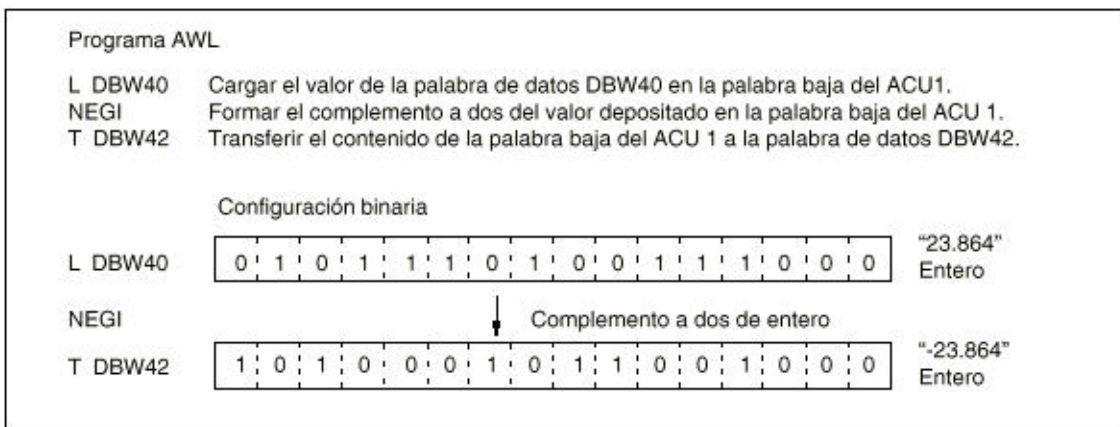 Programa AWL
L DBW40 Cargar el valor de la palabra de datos DBW40 en la palabra baja del ACU1.
NEGI Formar el complemento a dos del valor depositado en la palabra baja del ACU 1.
T DBW42 Transferir el contenido de la palabra baja del ACU 1 a la palabra de datos DBW42.
Configuración binaria
L DBW40 0 1 0 1 1 1 0 1 0 0 1 1 1 0 0 0 "23.864" Entero
NEGI Complemento a dos de entero
T DBW42 1 0 1 0 0 0 1 0 1 1 0 0 1 0 0 0 "-23.864" Entero